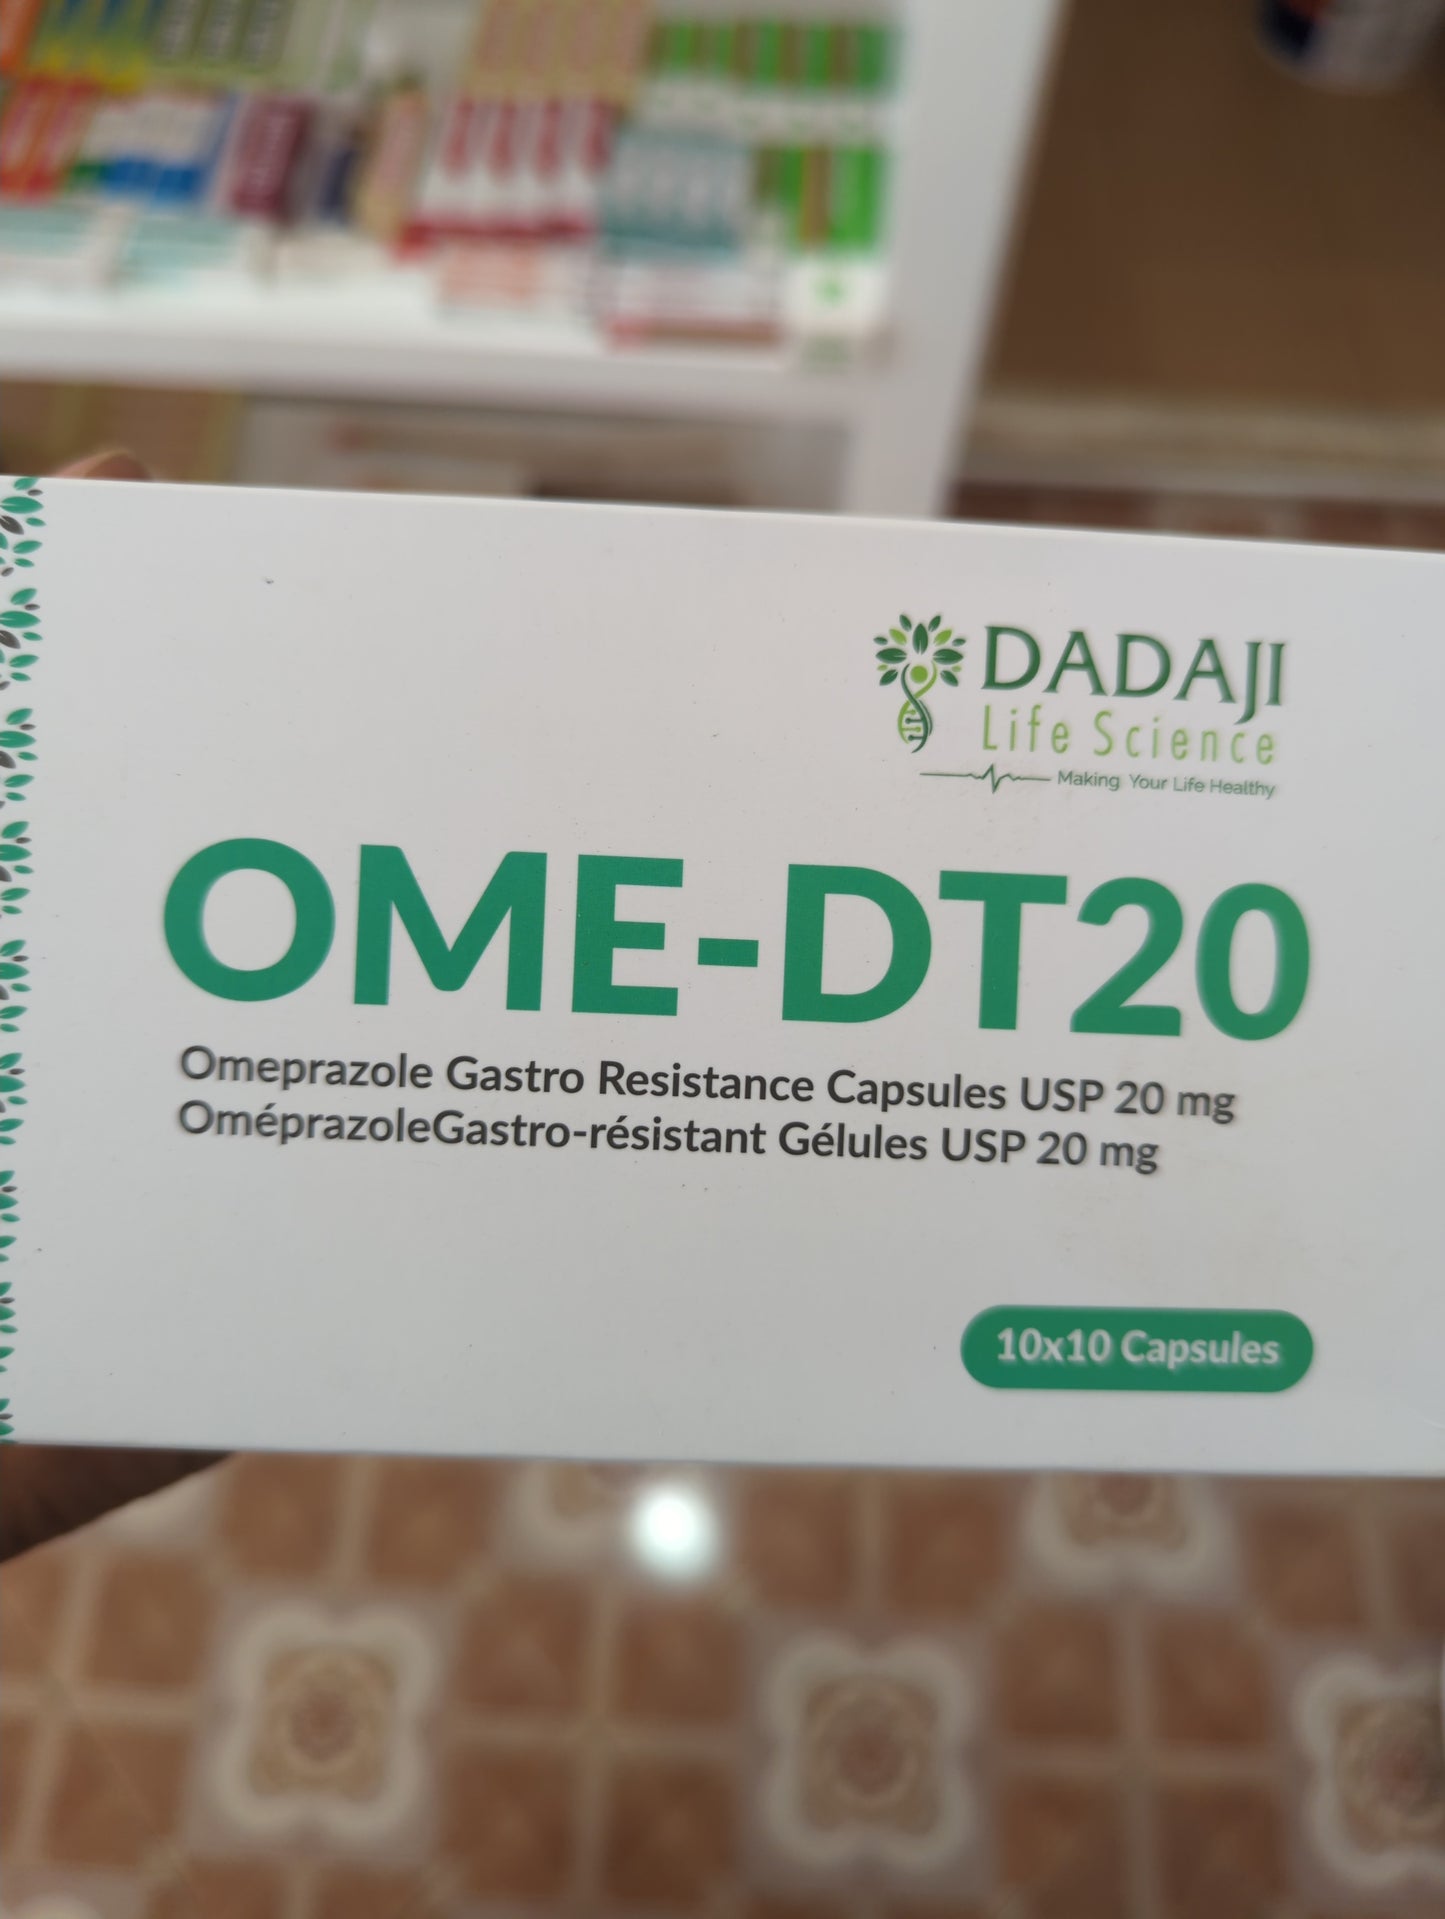 DADAJI
Life Science
Making Your Life Healthy
OME-DT20
Omeprazole Gastro Resistance Capsules USP 20 mg
OméprazoleGastro-résistant Gélules USP 20 mg
10x10 Capsules